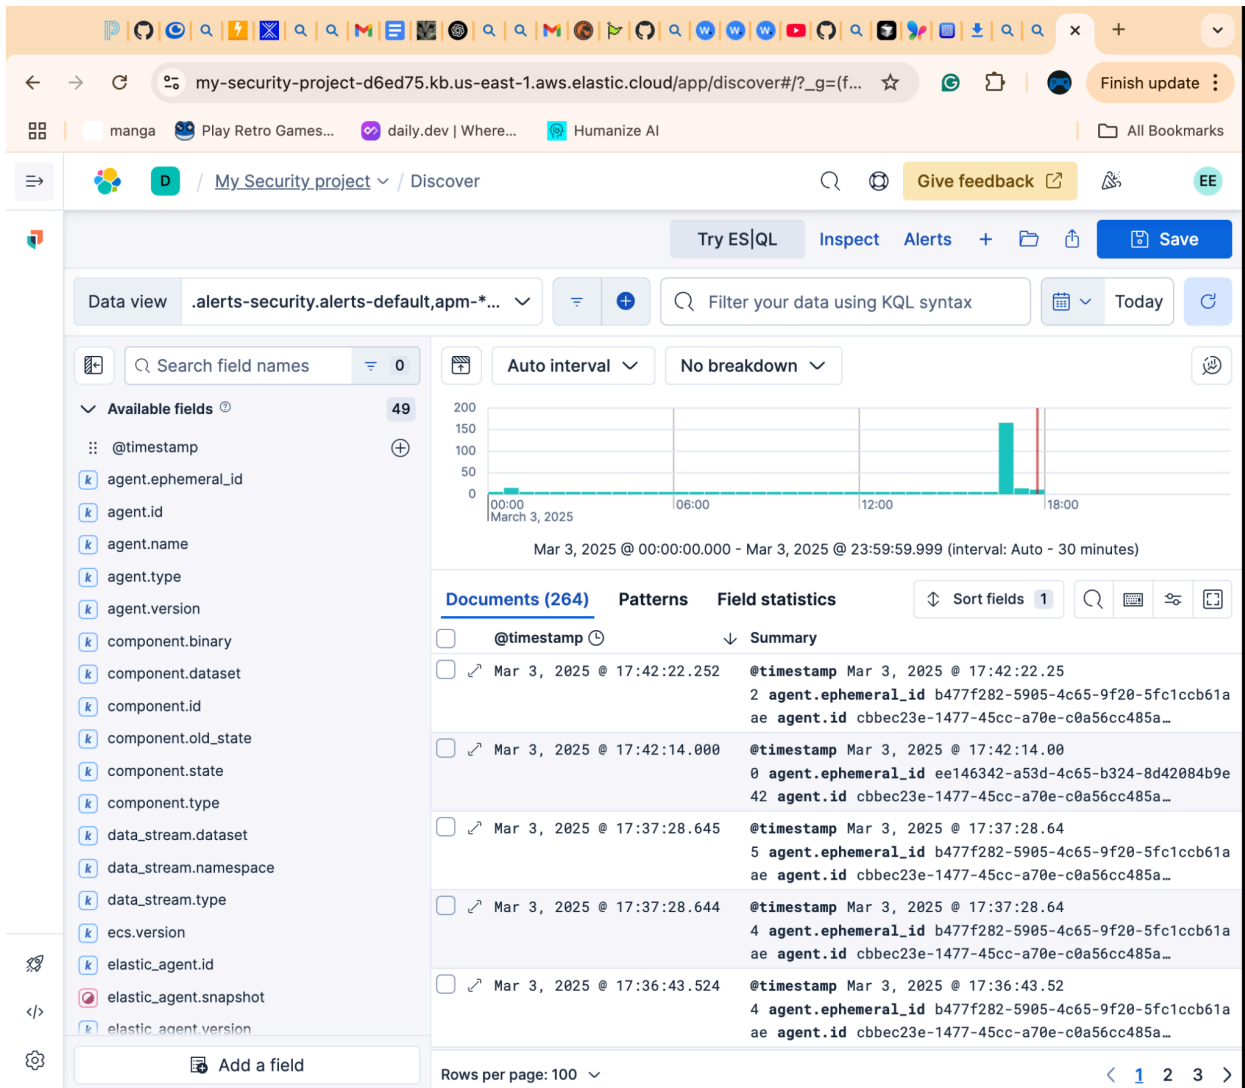 my-security-project-d6ed75.kb.us-east-1.aws.elastic.cloud/app/discover#/?_g=(f...
Finish update
manga
Play Retro Games...
daily.dev | Where...
Humanize AI
All Bookmarks
D / My Security project / Discover
Give feedback
EE
Try ES|QL
Inspect
Alerts
Save
Data view
.alerts-security.alerts-default,apm-*...
Filter your data using KQL syntax
Today
Search field names
0
Auto interval
No breakdown
Available fields
49
@timestamp
k agent.ephemeral_id
k agent.id
k agent.name
k agent.type
k agent.version
k component.binary
k component.dataset
k component.id
k component.old_state
k component.state
k component.type
k data_stream.dataset
k data_stream.namespace
k data_stream.type
k ecs.version
k elastic_agent.id
elastic_agent.snapshot
k elastic_agent.version
Add a field
200
150
100
50
0
00:00 06:00 12:00 18:00
March 3, 2025
Mar 3, 2025 @ 00:00:00.000 - Mar 3, 2025 @ 23:59:59.999 (interval: Auto - 30 minutes)
Documents (264)
Patterns
Field statistics
Sort fields 1
@timestamp
Summary
Mar 3, 2025 @ 17:42:22.252
@timestamp Mar 3, 2025 @ 17:42:22.25
2 agent.ephemeral_id b477f282-5905-4c65-9f20-5fc1ccb61a
ae agent.id cbbec23e-1477-45cc-a70e-c0a56cc485a…
Mar 3, 2025 @ 17:42:14.000
@timestamp Mar 3, 2025 @ 17:42:14.00
0 agent.ephemeral_id ee146342-a53d-4c65-b324-8d42084b9e
42 agent.id cbbec23e-1477-45cc-a70e-c0a56cc485a…
Mar 3, 2025 @ 17:37:28.645
@timestamp Mar 3, 2025 @ 17:37:28.64
5 agent.ephemeral_id b477f282-5905-4c65-9f20-5fc1ccb61a
ae agent.id cbbec23e-1477-45cc-a70e-c0a56cc485a…
Mar 3, 2025 @ 17:37:28.644
@timestamp Mar 3, 2025 @ 17:37:28.64
4 agent.ephemeral_id b477f282-5905-4c65-9f20-5fc1ccb61a
ae agent.id cbbec23e-1477-45cc-a70e-c0a56cc485a…
Mar 3, 2025 @ 17:36:43.524
@timestamp Mar 3, 2025 @ 17:36:43.52
4 agent.ephemeral_id b477f282-5905-4c65-9f20-5fc1ccb61a
ae agent.id cbbec23e-1477-45cc-a70e-c0a56cc485a…
Rows per page: 100
1 2 3